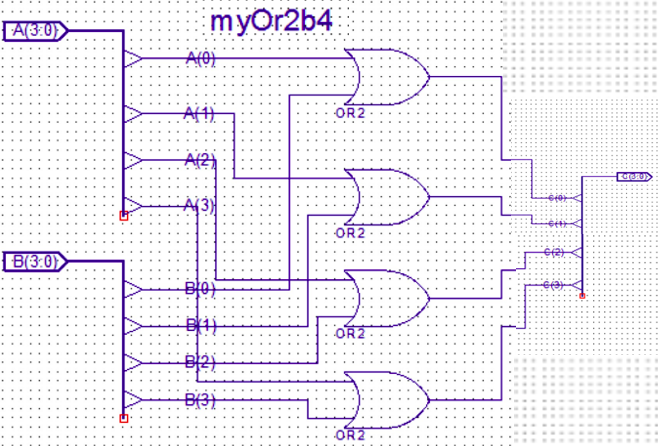 myOr2b4
A(3:0)
A(0)
OR2
A(1)
A(2)
A(3)
C(3:0)
C(0)
C(1)
OR2
B(3:0)
C(2)
C(3)
B(0)
B(1)
OR2
B(2)
B(3)
OR2